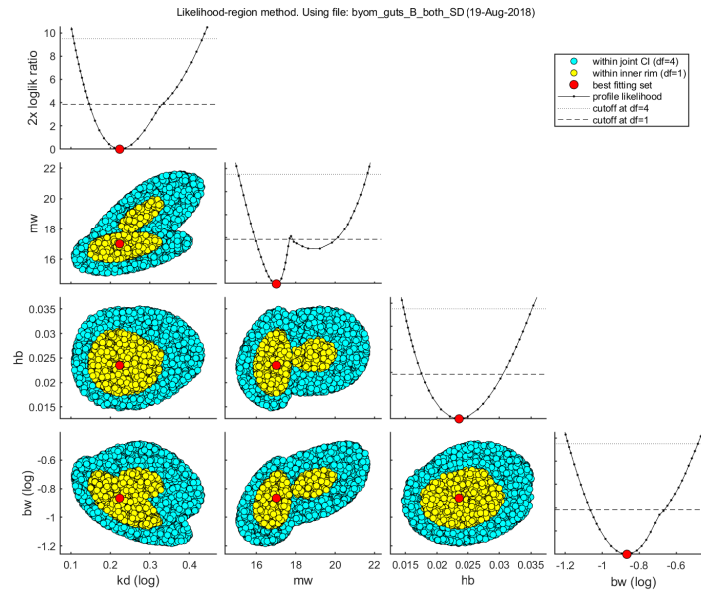 Likelihood-region method. Using file: byom_guts_B_both_SD (19-Aug-2018)
within joint CI (df=4)
within inner rim (df=1)
best fitting set
profile likelihood
cutoff at df=4
cutoff at df=1
2x loglik ratio
10
8
6
4
2
0
mw
22
20
18
16
hb
0.035
0.03
0.025
0.02
0.015
bw (log)
-0.6
-0.8
-1
-1.2
0.1 0.2 0.3 0.4
kd (log)
16 18 20 22
mw
0.015 0.025 0.035
hb
-1.2 -1 -0.8 -0.6
bw (log)